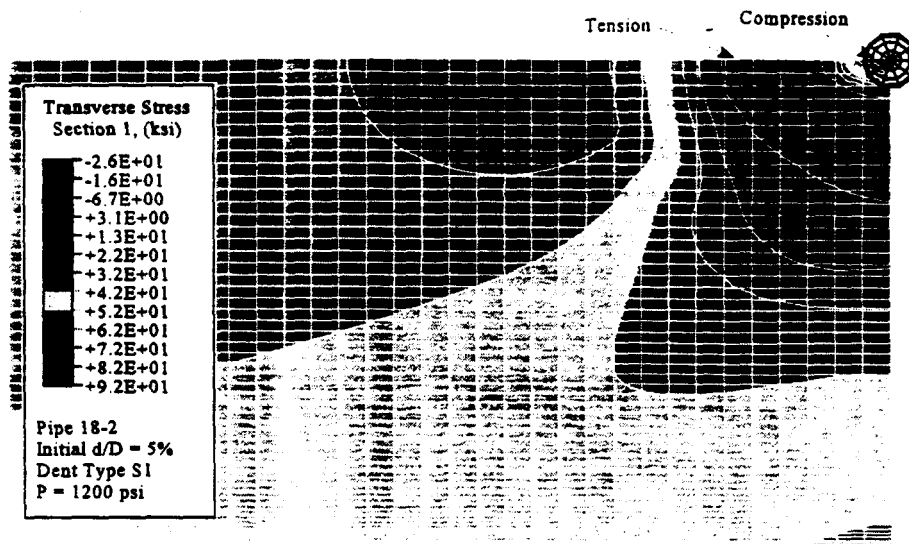 Tension
Compression
Transverse Stress
Section 1, (ksi)
-2.6E+01
-1.6E+01
-6.7E+00
+3.1E+00
+1.3E+01
+2.2E+01
+3.2E+01
+4.2E+01
+5.2E+01
+6.2E+01
+7.2E+01
+8.2E+01
+9.2E+01
Pipe 18-2
Initial d/D = 5%
Dent Type SI
P = 1200 psi